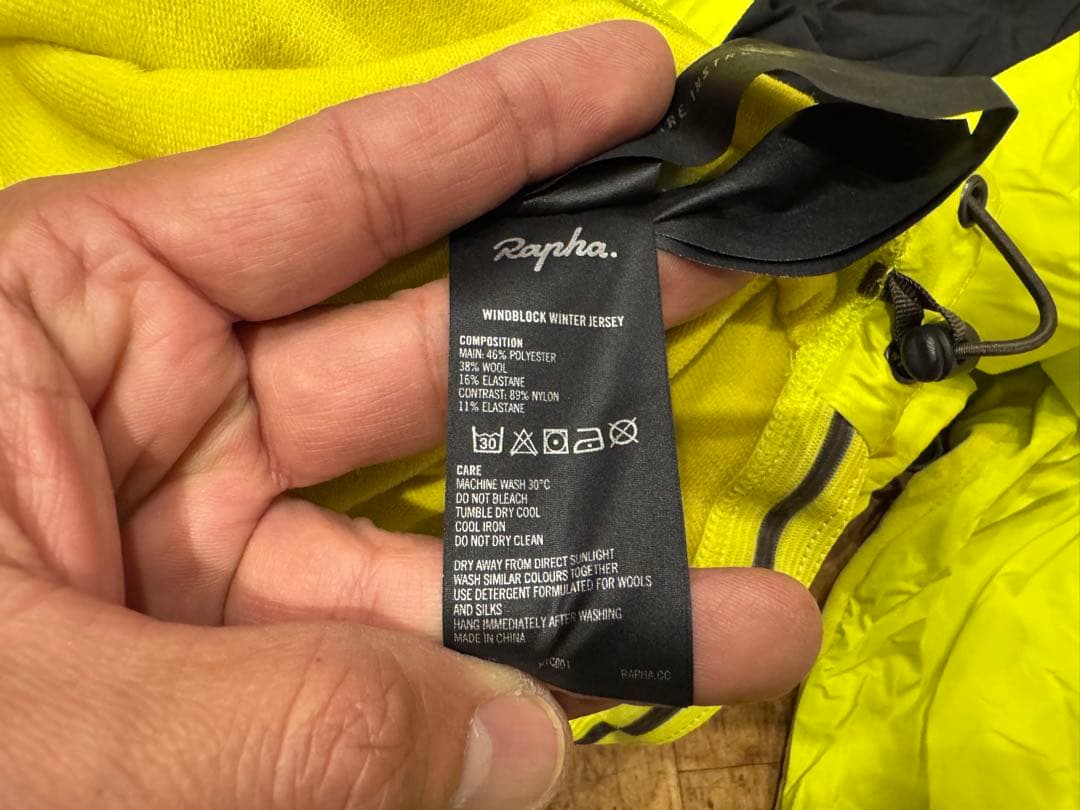 RE INSTR
Rapha.
WINDBLOCK WINTER JERSEY
COMPOSITION
MAIN: 46% POLYESTER
38% WOOL
16% ELASTANE
CONTRAST: 89% NYLON
11% ELASTANE
30
CARE
MACHINE WASH 30°C
DO NOT BLEACH
TUMBLE DRY COOL
COOL IRON
DO NOT DRY CLEAN
DRY AWAY FROM DIRECT SUNLIGHT
WASH SIMILAR COLOURS TOGETHER
USE DETERGENT FORMULATED FOR WOOLS
AND SILKS
HANG IMMEDIATELY AFTER WASHING
MADE IN CHINA
RAPHA.CC